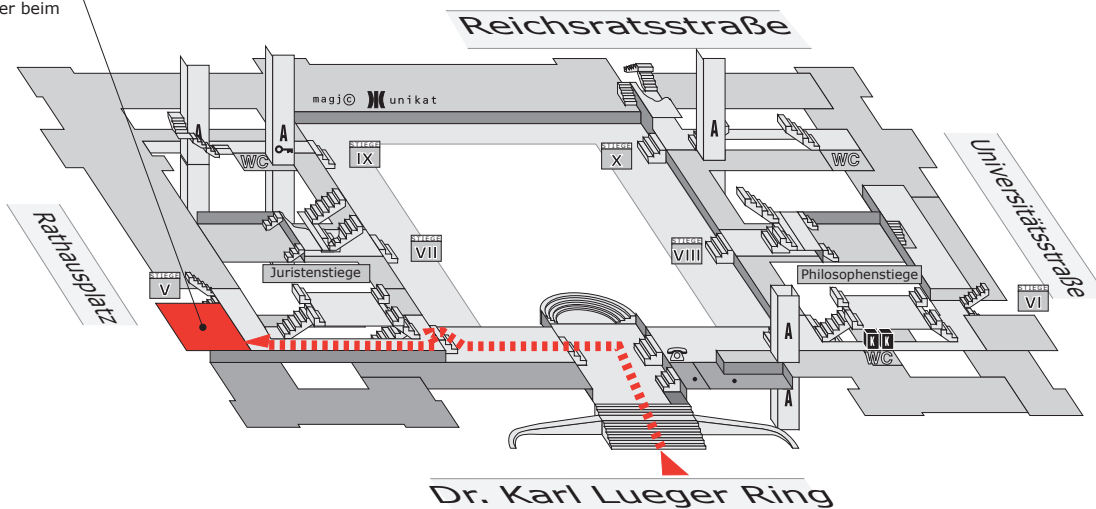 er beim
Reichsratsstraße
magj© unikat
A
A
A
STIEGE
IX
STIEGE
X
WC
WC
Universitätsstraße
Rathausplatz
STIEGE
VII
STIEGE
VIII
Juristenstiege
Philosophenstiege
STIEGE
V
STIEGE
VI
A
WC
A
Dr. Karl Lueger Ring